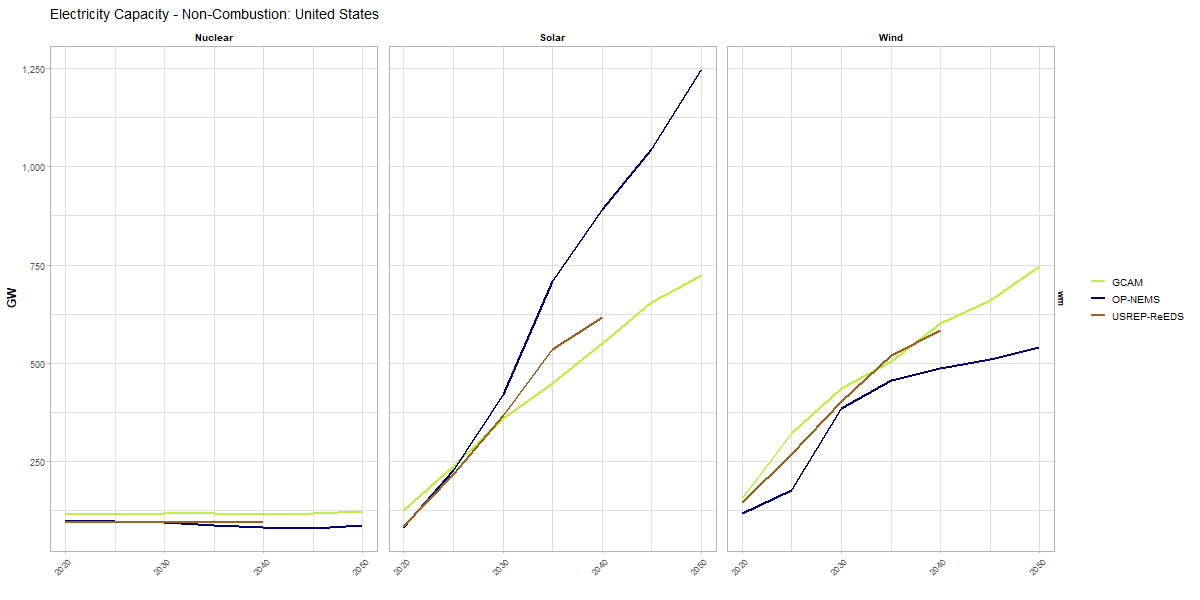 Electricity Capacity - Non-Combustion: United States
Nuclear
Solar
Wind
1,250
1,000
750
500
250
GW
2020
2030
2040
2050
2020
2030
2040
2050
2020
2030
2040
2050
wm
GCAM
OP-NEMS
USREP-ReEDS